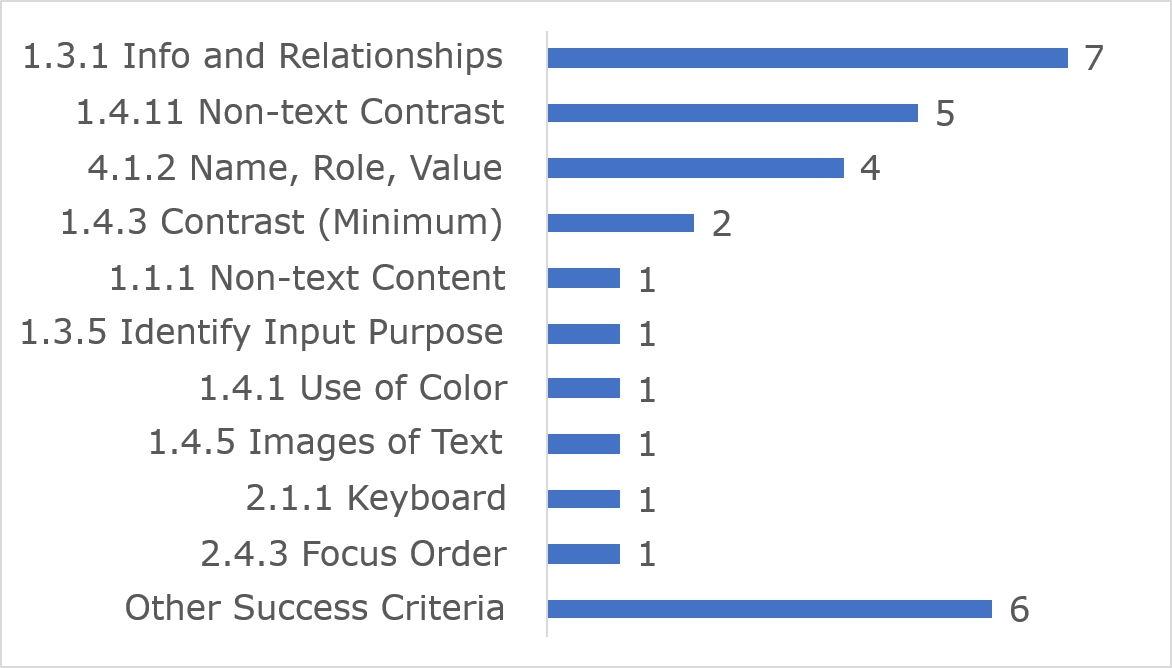 1.3.1 Info and Relationships 7
1.4.11 Non-text Contrast 5
4.1.2 Name, Role, Value 4
1.4.3 Contrast (Minimum) 2
1.1.1 Non-text Content 1
1.3.5 Identify Input Purpose 1
1.4.1 Use of Color 1
1.4.5 Images of Text 1
2.1.1 Keyboard 1
2.4.3 Focus Order 1
Other Success Criteria 6